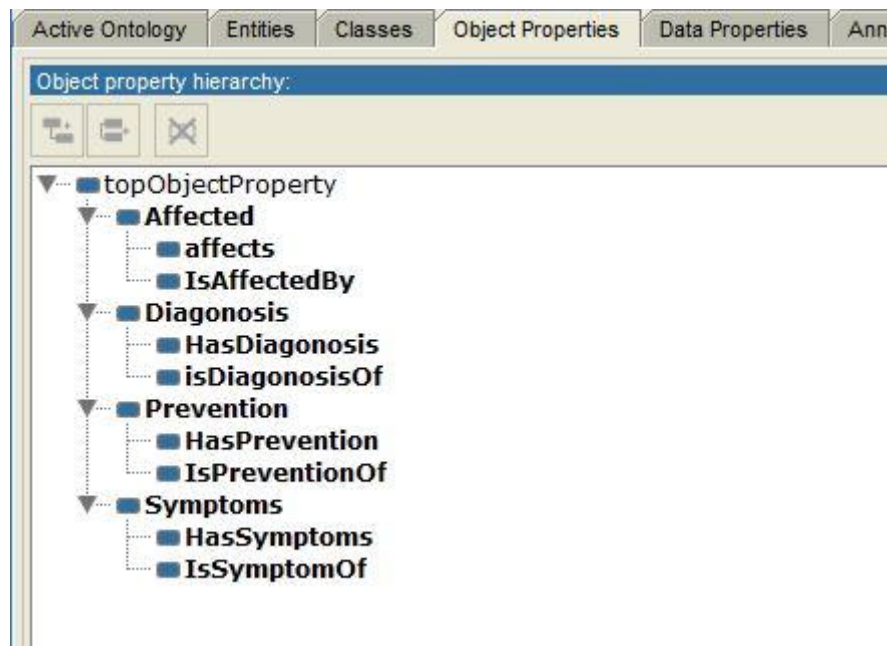 Active Ontology Entities Classes Object Properties Data Properties Ann
Object property hierarchy:
topObjectProperty
Affected
affects
IsAffectedBy
Diagonosis
HasDiagonosis
isDiagonosisOf
Prevention
HasPrevention
IsPreventionOf
Symptoms
HasSymptoms
IsSymptomOf